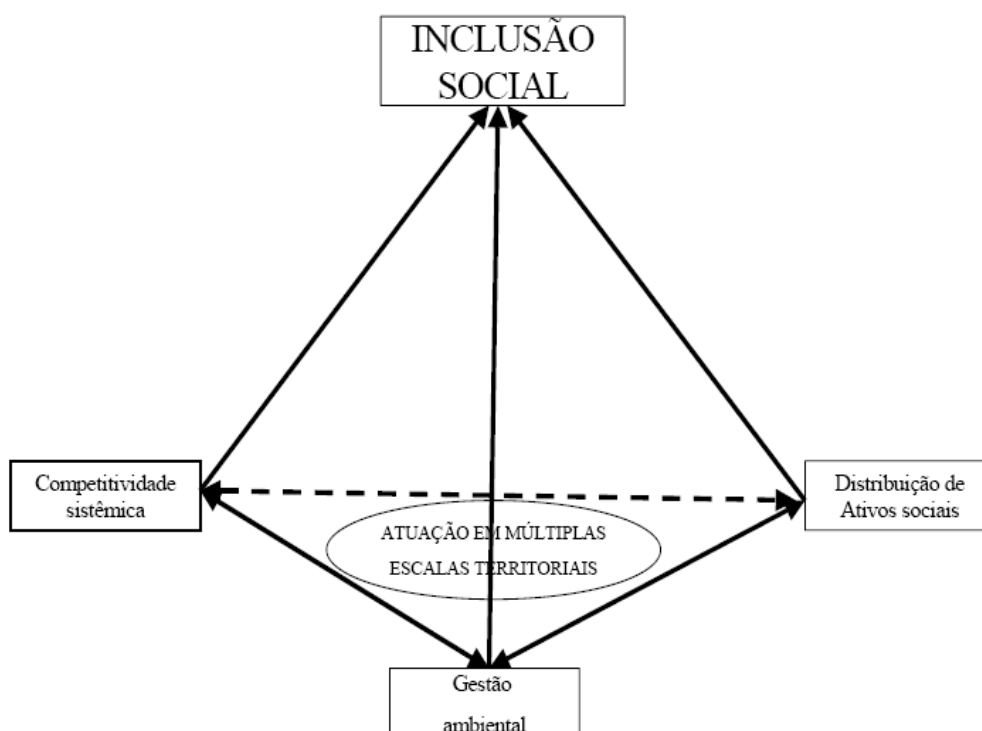 INCLUSÃO
SOCIAL
Competitividade
sistêmica
Distribuição de
Ativos sociais
ATUAÇÃO EM MÚLTIPLAS
ESCALAS TERRITORIAIS
Gestão
ambiental